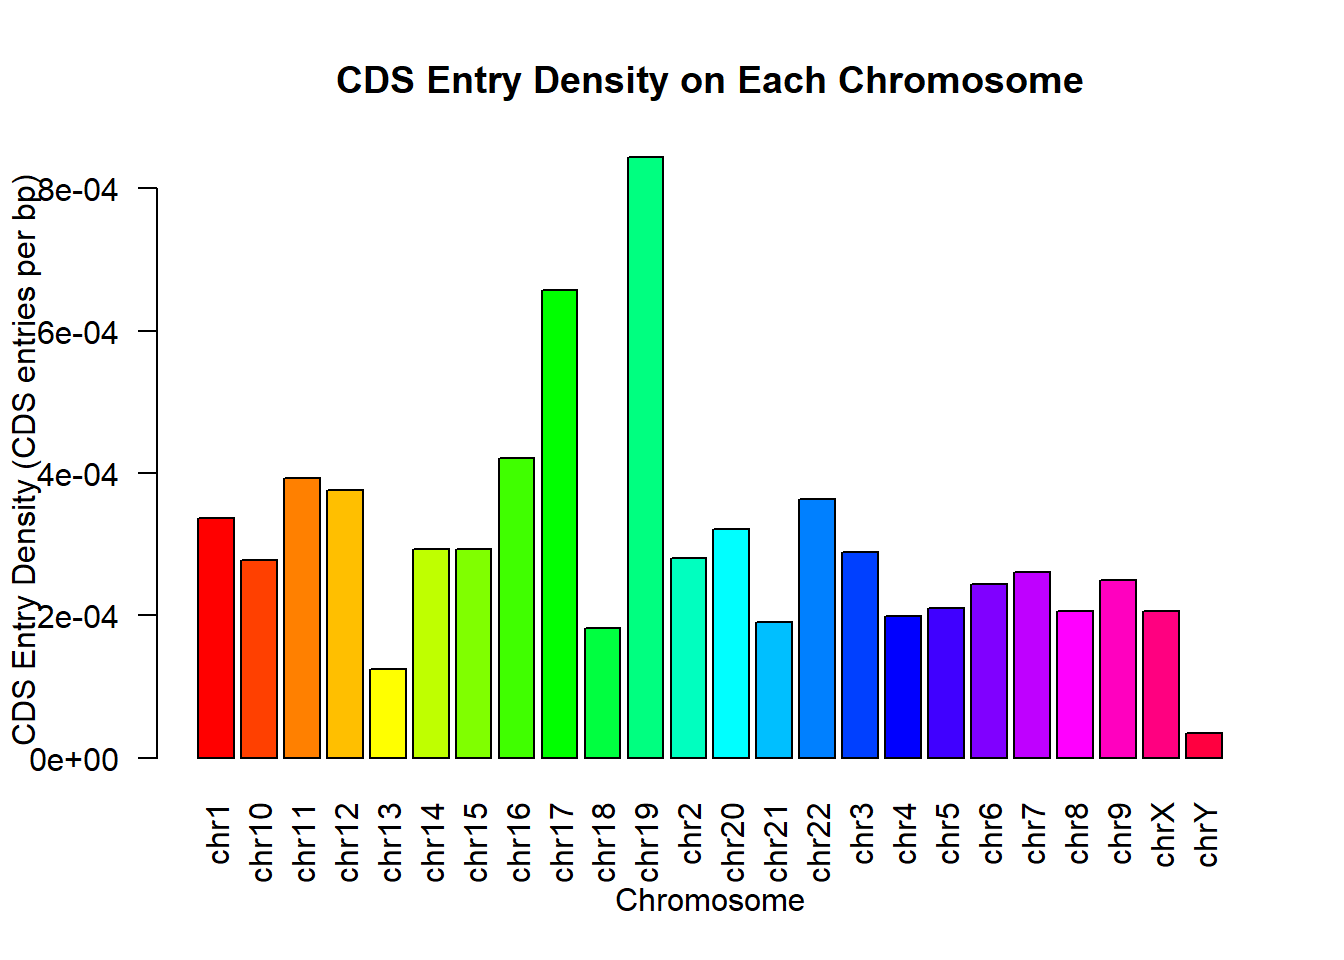 CDS Entry Density on Each Chromosome
CDS Entry Density (CDS entries per bp)
8e-04
6e-04
4e-04
2e-04
0e+00
chr1
chr10
chr11
chr12
chr13
chr14
chr15
chr16
chr17
chr18
chr19
chr2
chr20
chr21
chr22
chr3
chr4
chr5
chr6
chr7
chr8
chr9
chrX
chrY
Chromosome